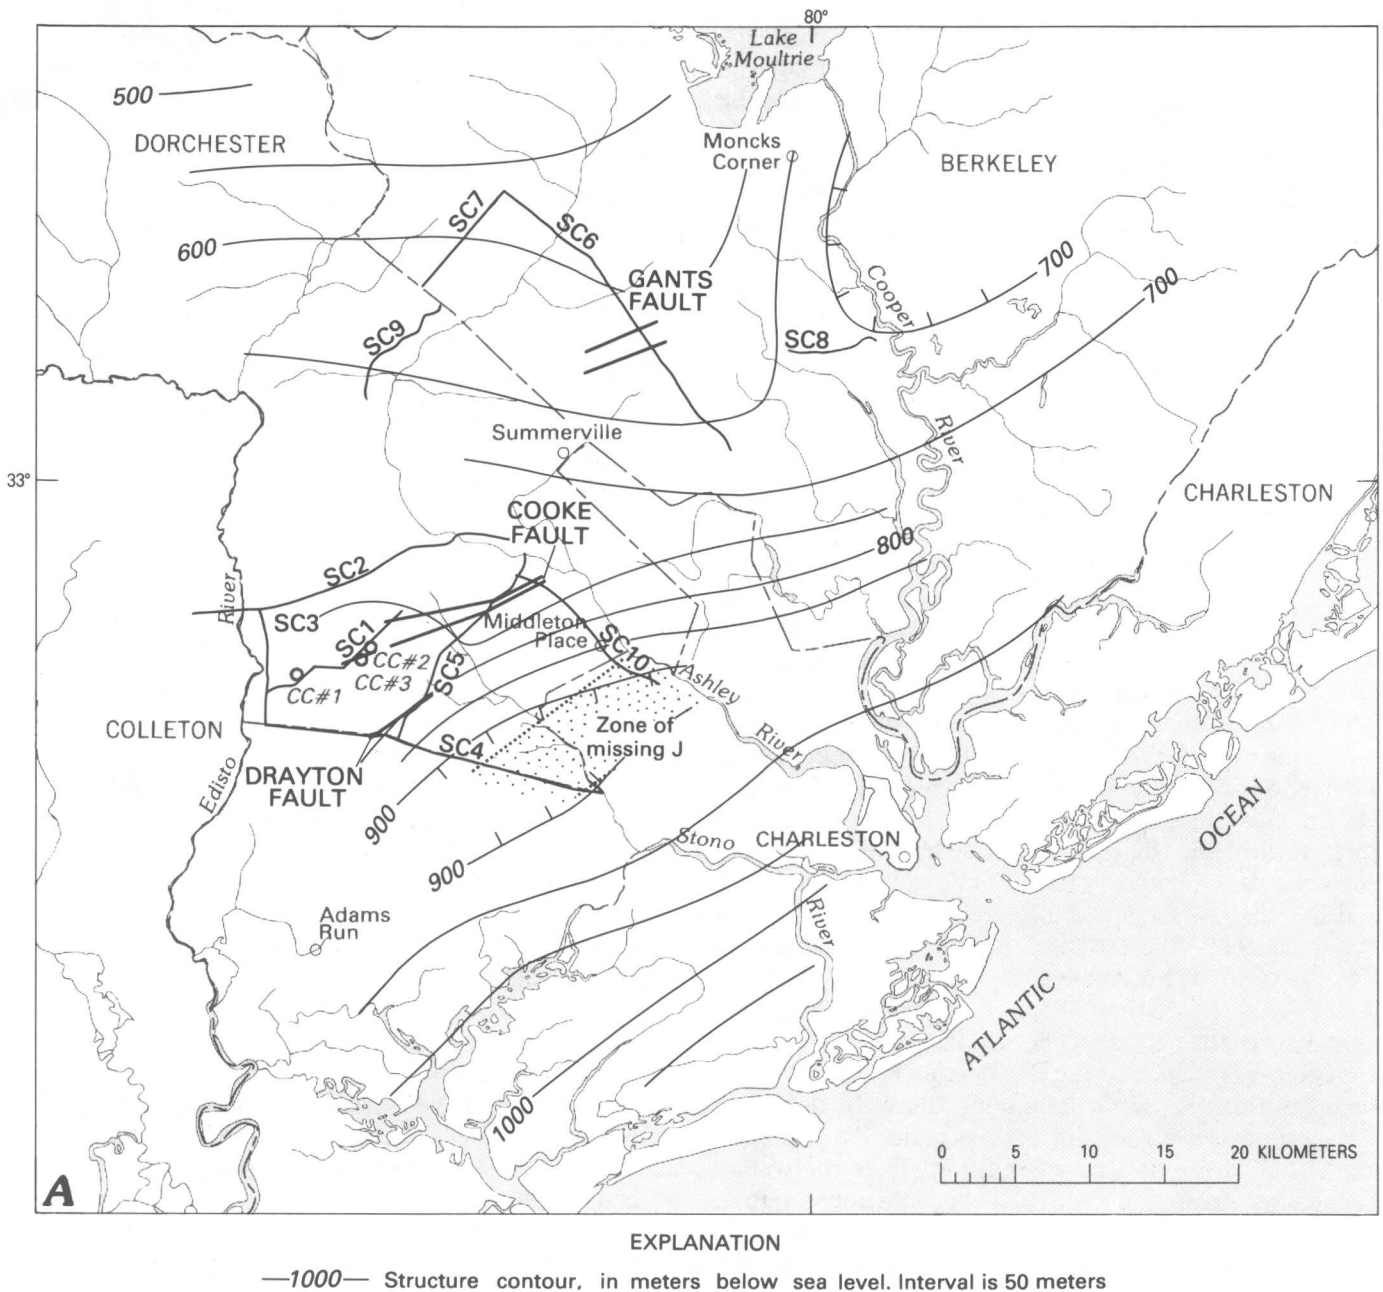 80°
Lake
Moultrie
500
DORCHESTER
Moncks
Corner
BERKELEY
SC7
SC6
600
GANTS
FAULT
700
700
Cooper
SC9
SC8
Summerville
River
33°
CHARLESTON
COOKE
FAULT
800
SC2
River
SC3
SC1
Middleton
Place
SC10
CC#2
CC#3
SC5
CC#1
Ashley
COLLETON
Zone of
missing J
SC4
River
DRAYTON
FAULT
Edisto
900
OCEAN
Stono
CHARLESTON
900
Adams
Run
River
ATLANTIC
1000
0 5 10 15 20 KILOMETERS
A
EXPLANATION
—1000— Structure contour, in meters below sea level. Interval is 50 meters